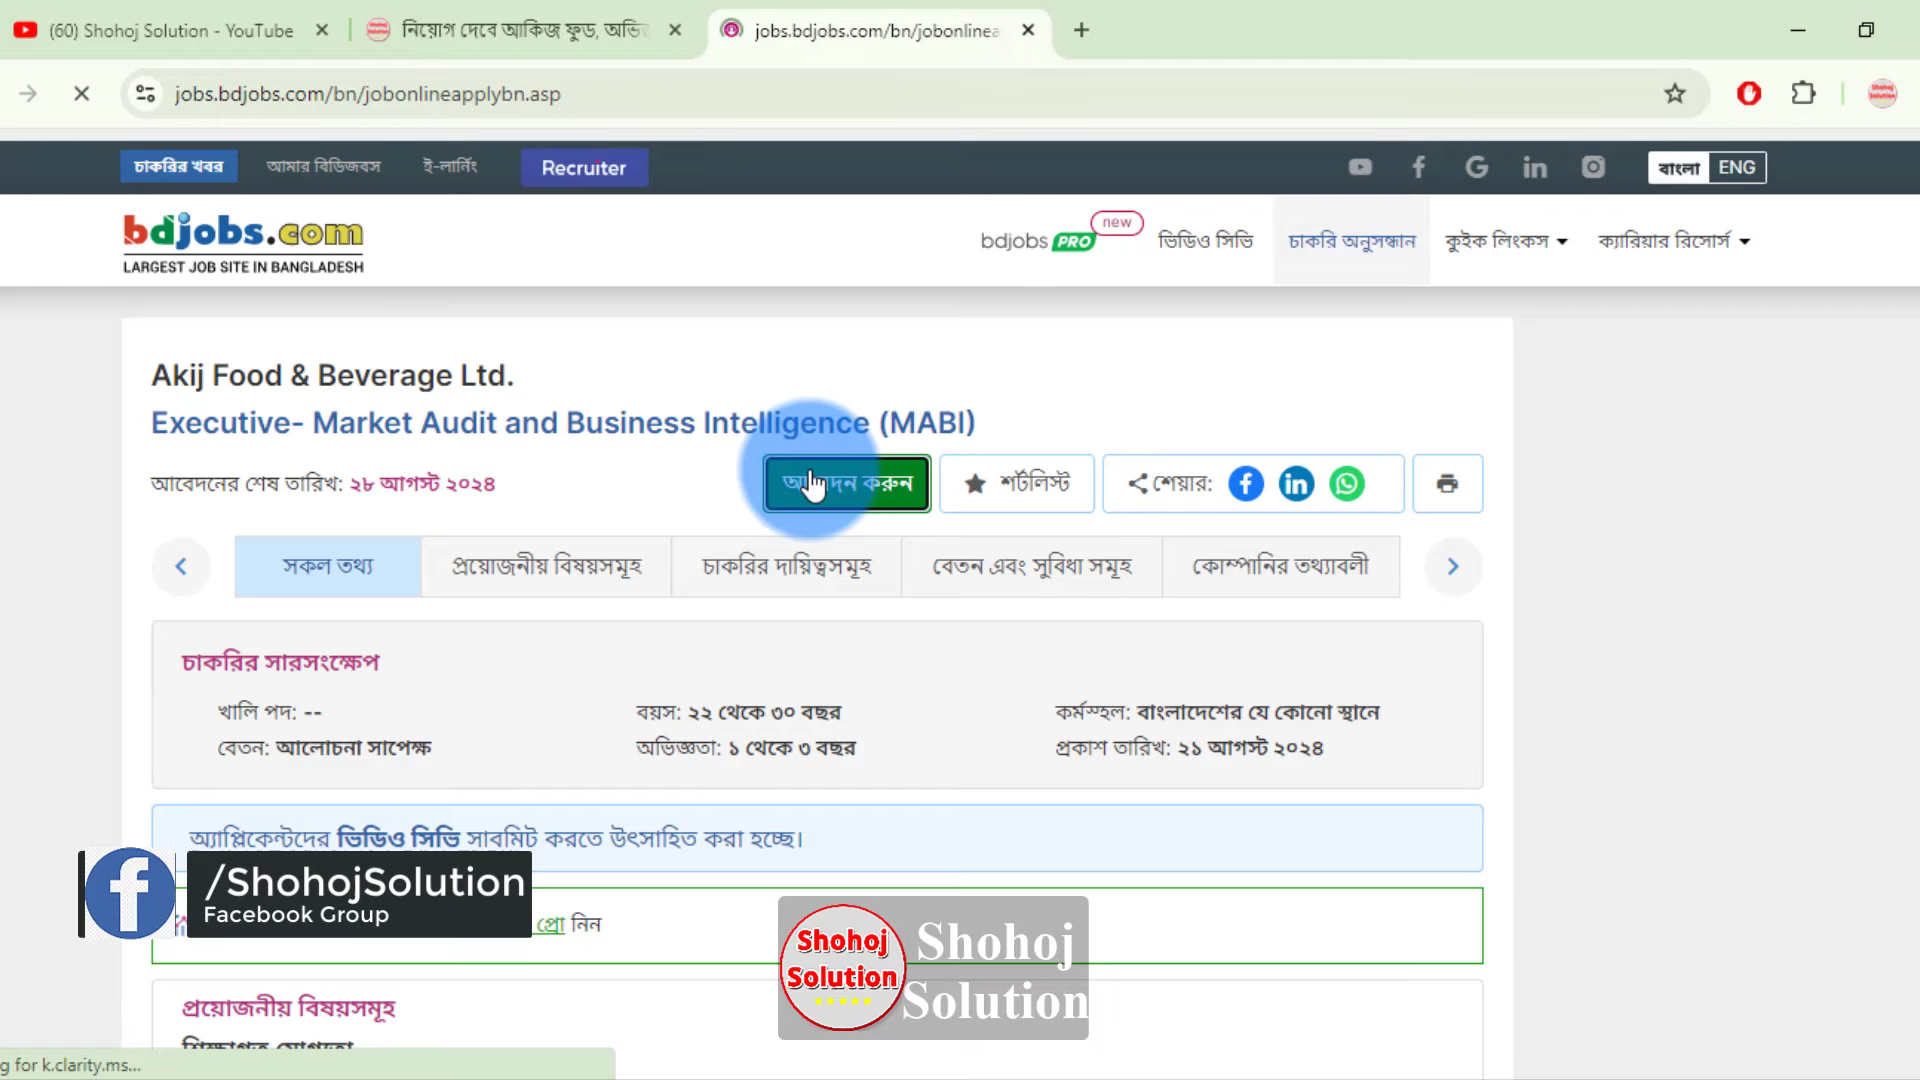 (60) Shohoj Solution - YouTube
নিয়োগ দেবে আকিজ ফুড, অভি
jobs.bdjobs.com/bn/jobonlinea
jobs.bdjobs.com/bn/jobonlineapplybn.asp
চাকরির খবর আমার বিডিজবস ই-লার্নিং Recruiter
বাংলা ENG
bdjobs.com
LARGEST JOB SITE IN BANGLADESH
bdjobs PRO new ভিডিও সিভি চাকরি অনুসন্ধান কুইক লিংকস ক্যারিয়ার রিসোর্স
Akij Food & Beverage Ltd.
Executive- Market Audit and Business Intelligence (MABI)
আবেদনের শেষ তারিখ: ২৮ আগস্ট ২০২৪
করুন শর্টলিস্ট শেয়ার:
সকল তথ্য প্রয়োজনীয় বিষয়সমূহ চাকরির দায়িত্বসমূহ বেতন এবং সুবিধা সমূহ কোম্পানির তথ্যাবলী
চাকরির সারসংক্ষেপ
খালি পদ: -- বয়স: ২২ থেকে ৩০ বছর কর্মস্হল: বাংলাদেশের যে কোনো স্থানে
বেতন: আলোচনা সাপেক্ষ অভিজ্ঞতা: ১ থেকে ৩ বছর প্রকাশ তারিখ: ২১ আগস্ট ২০২৪
অ্যাপ্লিকেন্টদের ভিডিও সিভি সাবমিট করতে উৎসাহিত করা হচ্ছে।
/ShohojSolution
Facebook Group
প্রো নিন
Shohoj Solution
Shohoj
Solution
প্রয়োজনীয় বিষয়সমূহ
শিক্ষাগত যোগ্যতা
g for k.clarity.ms...